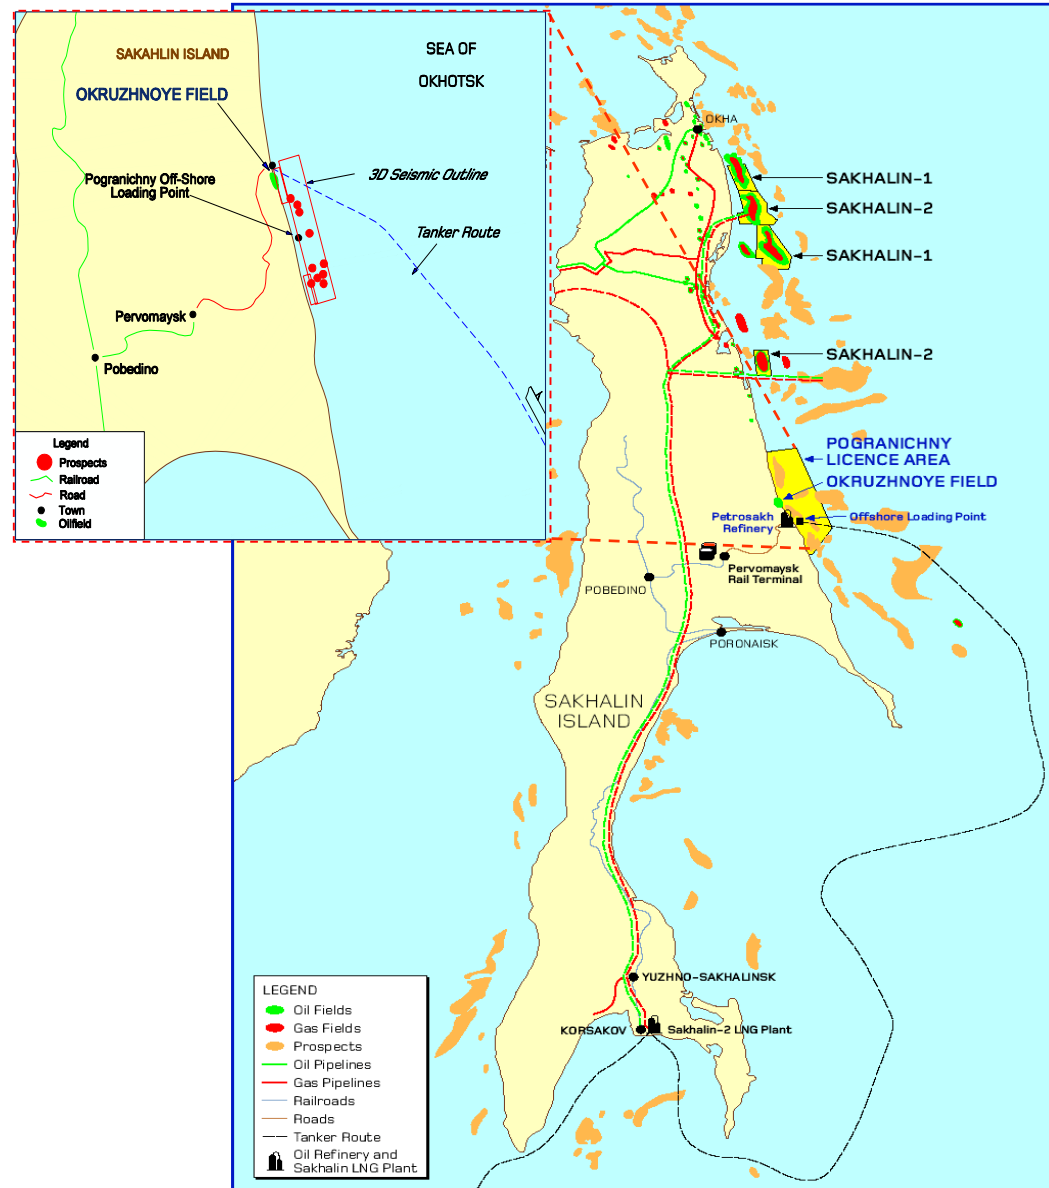 SAKAHLIN ISLAND
SEA OF
OKHOTSK
OKRUZHNOYE FIELD
Pogranichny Off-Shore
Loading Point
3D Seismic Outline
Tanker Route
Pervomaysk
Pobedino
Legend
Prospects
Railroad
Road
Town
Oilfield
OKHA
SAKHALIN-1
SAKHALIN-2
SAKHALIN-1
SAKHALIN-2
POGRANICHNY
LICENCE AREA
OKRUZHNOYE FIELD
Petrosakh
Refinery
Offshore Loading Point
Pervomaysk
Rail Terminal
POBEDINO
PORONAISK
SAKHALIN
ISLAND
YUZHNO-SAKHALINSK
KORSAKOV
Sakhalin-2 LNG Plant
LEGEND
Oil Fields
Gas Fields
Prospects
Oil Pipelines
Gas Pipelines
Railroads
Roads
Tanker Route
Oil Refinery and
Sakhalin LNG Plant